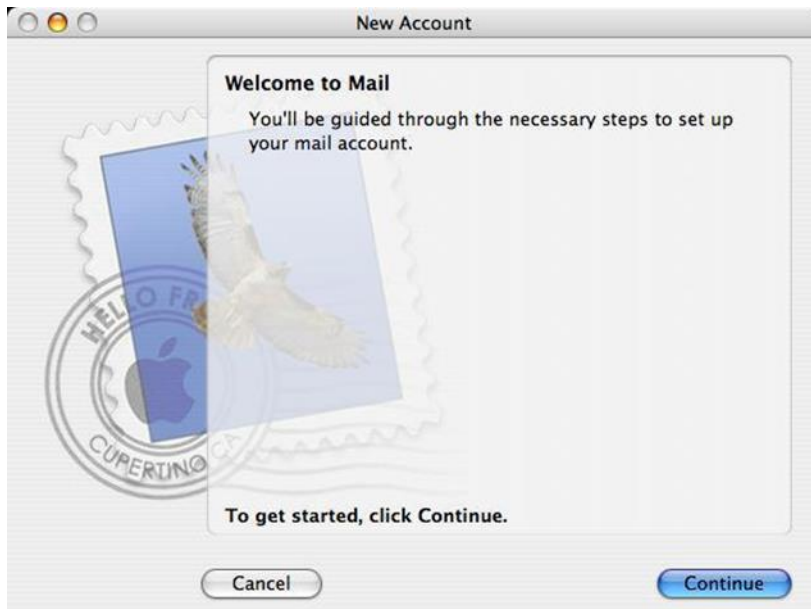 New Account
Welcome to Mail
You'll be guided through the necessary steps to set up
your mail account.
HELLO FR
CUPERTINO CA
To get started, click Continue.
Cancel
Continue